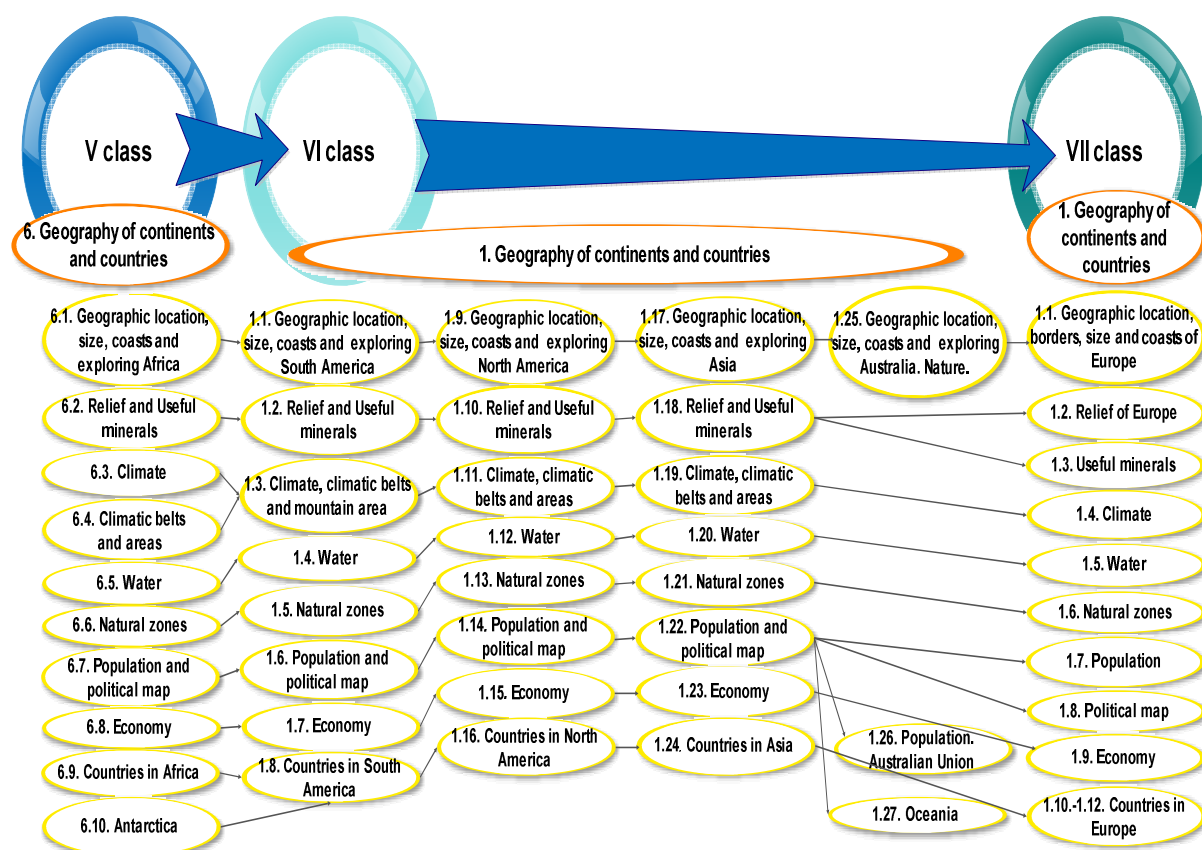 V class
VI class
VII class
6. Geography of continents
and countries
1. Geography of continents and countries
1. Geography of
continents and
countries
6.1. Geographic location,
size, coasts and
exploring Africa
6.2. Relief and Useful
minerals
6.3. Climate
6.4. Climatic belts
and areas
6.5. Water
6.6. Natural zones
6.7. Population and
political map
6.8. Economy
6.9. Countries in Africa
6.10. Antarctica
1.1. Geographic location,
size, coasts and exploring
South America
1.2. Relief and Useful
minerals
1.3. Climate, climatic belts
and mountain area
1.4. Water
1.5. Natural zones
1.6. Population and
political map
1.7. Economy
1.8. Countries in South
America
1.9. Geographic location,
size, coasts and exploring
North America
1.10. Relief and Useful
minerals
1.11. Climate, climatic
belts and areas
1.12. Water
1.13. Natural zones
1.14. Population and
political map
1.15. Economy
1.16. Countries in North
America
1.17. Geographic location,
size, coasts and exploring
Asia
1.18. Relief and Useful
minerals
1.19. Climate, climatic
belts and areas
1.20. Water
1.21. Natural zones
1.22. Population and
political map
1.23. Economy
1.24. Countries in Asia
1.25. Geographic location,
size, coasts and exploring
Australia. Nature.
1.26. Population.
Australian Union
1.27. Oceania
1.1. Geographic location,
borders, size and coasts of
Europe
1.2. Relief of Europe
1.3. Useful minerals
1.4. Climate
1.5. Water
1.6. Natural zones
1.7. Population
1.8. Political map
1.9. Economy
1.10.-1.12. Countries in
Europe